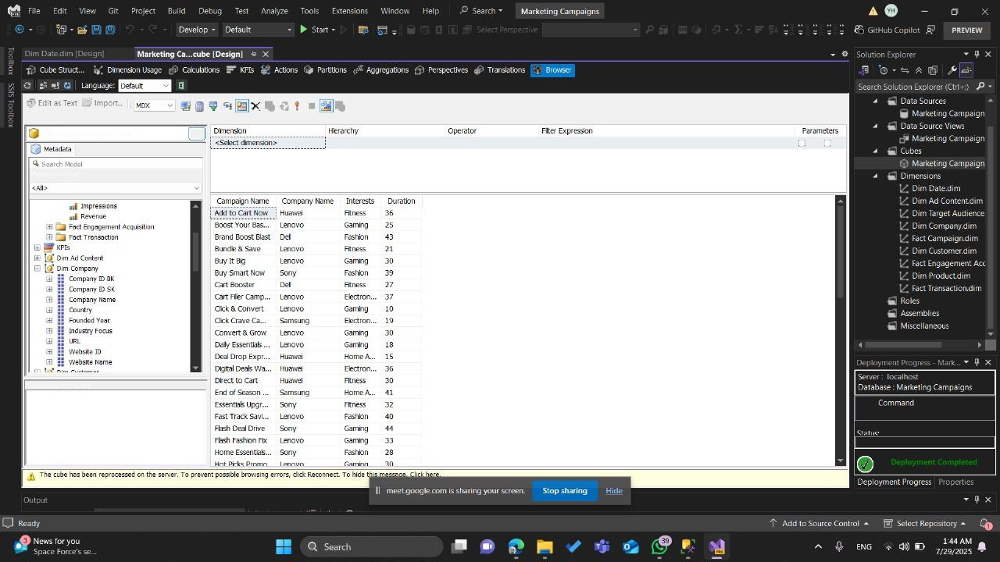 File Edit View Git Project Build Debug Test Analyze Tools Extensions Window Help Search Marketing Campaigns YH
Develop Default Start Select Perspective GitHub Copilot PREVIEW
Toolbox
SSIS Toolbox
Dim Date.dim [Design] Marketing Ca...cube [Design]
Cube Struct... Dimension Usage Calculations KPIs Actions Partitions Aggregations Perspectives Translations Browser
Language: Default
Edit as Text Import... MDX
Metadata
Search Model
<All>
Impressions
Revenue
Fact Engagement Acquisition
Fact Transaction
KPIs
Dim Ad Content
Dim Company
Company ID BK
Company ID SK
Company Name
Country
Founded Year
Industry Focus
URL
Website ID
Website Name
Dim Customer
Dimension Hierarchy Operator Filter Expression Parameters
<Select dimension>
Campaign Name Company Name Interests Duration
Add to Cart Now Huawei Fitness 36
Boost Your Bas... Lenovo Gaming 25
Brand Boost Blast Dell Fashion 43
Bundle & Save Lenovo Fitness 21
Buy It Big Lenovo Gaming 30
Buy Smart Now Sony Fashion 39
Cart Booster Dell Fitness 27
Cart Filler Camp... Lenovo Electron... 37
Click & Convert Lenovo Gaming 10
Click Crave Ca... Samsung Electron... 19
Convert & Grow Lenovo Gaming 30
Daily Essentials ... Lenovo Gaming 18
Deal Drop Expr... Huawei Home A... 15
Digital Deals Wa... Huawei Electron... 36
Direct to Cart Huawei Fitness 30
End of Season ... Samsung Home A... 41
Essentials Upgr... Sony Fitness 32
Fast Track Savi... Lenovo Fashion 40
Flash Deal Drive Sony Gaming 44
Flash Fashion Fix Lenovo Gaming 33
Home Essentials... Sony Fashion 28
Hot Picks Promo Lenovo Gaming 30
The cube has been reprocessed on the server. To prevent possible browsing errors, click Reconnect. To hide this message, Click here.
meet.google.com is sharing your screen. Stop sharing Hide
Solution Explorer
Search Solution Explorer (Ctrl+;)
Data Sources
Marketing Campaign
Data Source Views
Marketing Campaign
Cubes
Marketing Campaign
Dimensions
Dim Date.dim
Dim Ad Content.dim
Dim Target Audience
Dim Company.dim
Fact Campaign.dim
Dim Customer.dim
Fact Engagement Acq
Dim Product.dim
Fact Transaction.dim
Roles
Assemblies
Miscellaneous
Deployment Progress - Mark...
Server : localhost
Database : Marketing Campaigns
Command
Status:
Deployment Completed
Deployment Progress Properties
Output
Ready Add to Source Control Select Repository 1
3 News for you
Space Force's se...
Search 39 PRE ENG 1:44 AM
7/29/2025